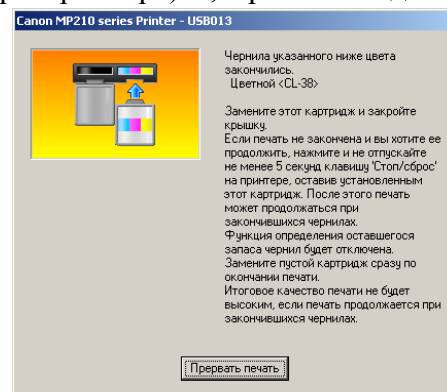 Canon MP210 series Printer - USB013
Чернила указанного ниже цвета
закончились.
Цветной <CL-38>
Замените этот картридж и закройте
крышку.
Если печать не закончена и вы хотите ее
продолжить, нажмите и не отпускайте
не менее 5 секунд клавишу 'Стоп/сброс'
на принтере, оставив установленным
этот картридж. После этого печать
может продолжаться при
закончившихся чернилах.
Функция определения оставшегося
запаса чернил будет отключена.
Замените пустой картридж сразу по
окончании печати.
Итоговое качество печати не будет
высоким, если печать продолжается при
закончившихся чернилах.
Прервать печать